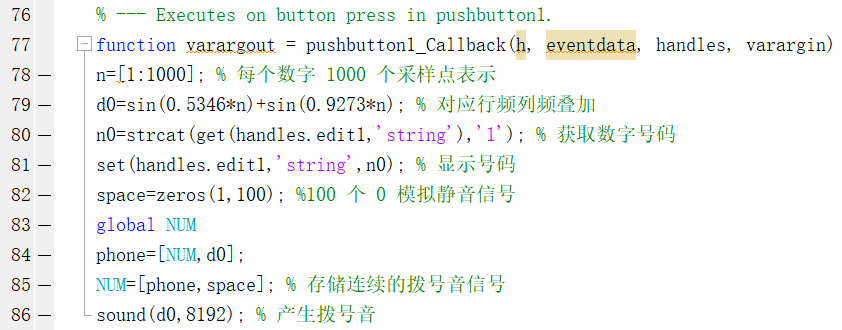 76 % --- Executes on button press in pushbutton1.
77 function varargout = pushbutton1_Callback(h, eventdata, handles, varargin)
78 — n=[1:1000]; % 每个数字 1000 个采样点表示
79 — d0=sin(0.5346*n)+sin(0.9273*n); % 对应行频列频叠加
80 — n0=strcat(get(handles.edit1,'string'),'1'); % 获取数字号码
81 — set(handles.edit1,'string',n0); % 显示号码
82 — space=zeros(1,100); %100 个 0 模拟静音信号
83 global NUM
84 — phone=[NUM,d0];
85 — NUM=[phone,space]; % 存储连续的拨号音信号
86 — sound(d0,8192); % 产生拨号音